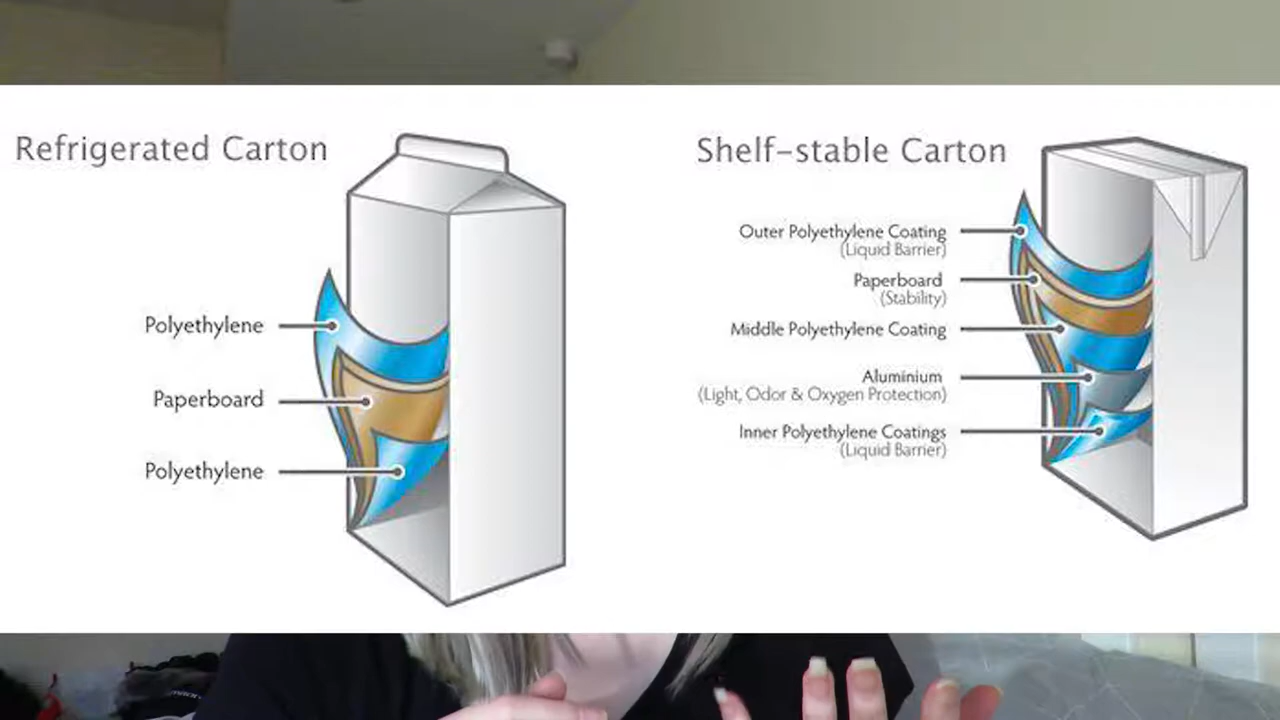 Refrigerated Carton
Polyethylene
Paperboard
Polyethylene
Shelf-stable Carton
Outer Polyethylene Coating
(Liquid Barrier)
Paperboard
(Stability)
Middle Polyethylene Coating
Aluminium
(Light, Odor & Oxygen Protection)
Inner Polyethylene Coatings
(Liquid Barrier)